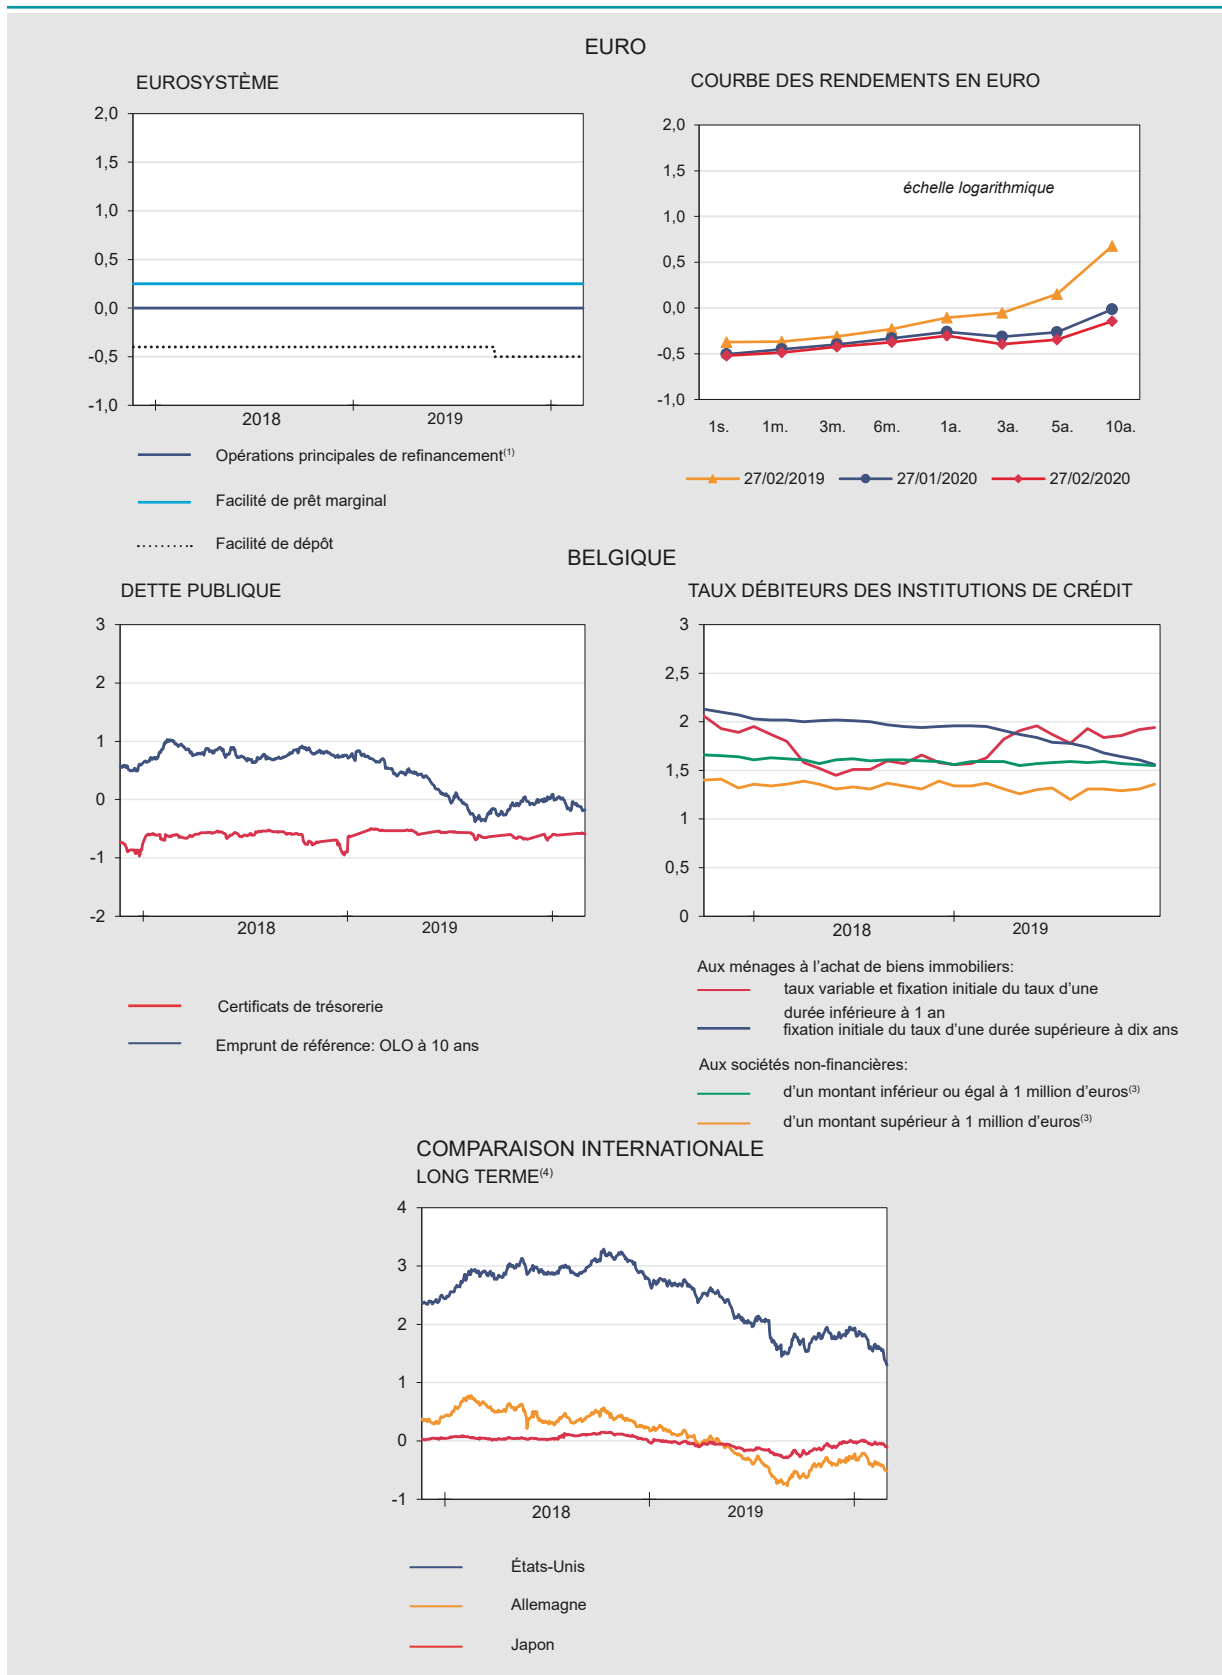 EURO
EUROSYSTÈME
2,0
1,5
1,0
0,5
0,0
-0,5
-1,0
2018
2019
Opérations principales de refinancement(1)
Facilité de prêt marginal
Facilité de dépôt
COURBE DES RENDEMENTS EN EURO
2,0
1,5
1,0
0,5
0,0
-0,5
-1,0
échelle logarithmique
1s. 1m. 3m. 6m. 1a. 3a. 5a. 10a.
27/02/2019 27/01/2020 27/02/2020
BELGIQUE
DETTE PUBLIQUE
3
2
1
0
-1
-2
2018
2019
Certificats de trésorerie
Emprunt de référence: OLO à 10 ans
TAUX DÉBITEURS DES INSTITUTIONS DE CRÉDIT
3
2,5
2
1,5
1
0,5
0
2018
2019
Aux ménages à l’achat de biens immobiliers:
taux variable et fixation initiale du taux d’une
durée inférieure à 1 an
fixation initiale du taux d’une durée supérieure à dix ans
Aux sociétés non-financières:
d’un montant inférieur ou égal à 1 million d’euros(3)
d’un montant supérieur à 1 million d’euros(3)
COMPARAISON INTERNATIONALE
LONG TERME(4)
4
3
2
1
0
-1
2018
2019
États-Unis
Allemagne
Japon